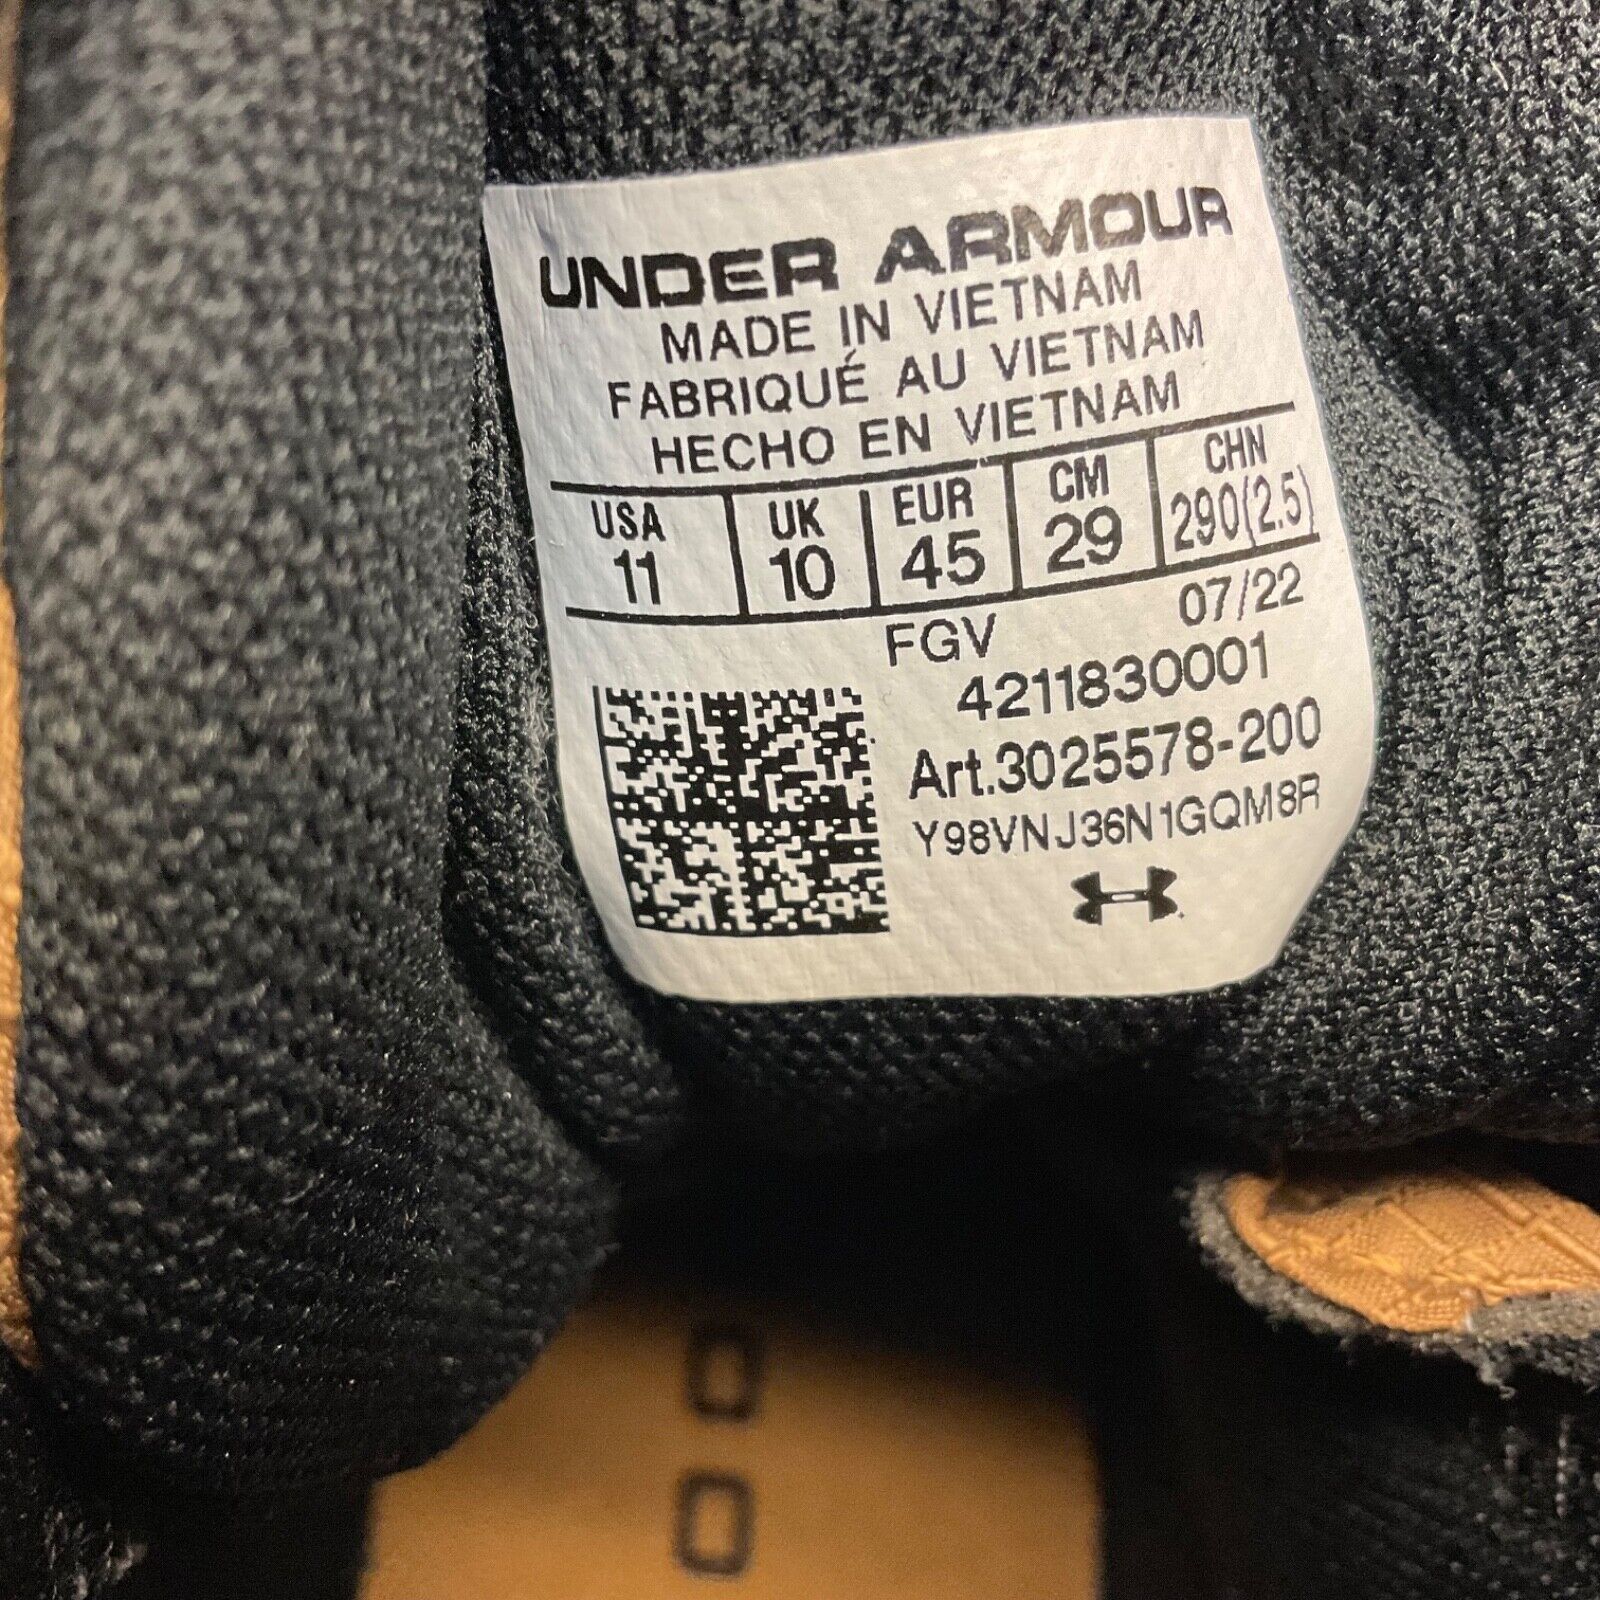 UNDER ARMOUR
MADE IN VIETNAM
FABRIQUÉ AU VIETNAM
HECHO EN VIETNAM
USA UK EUR CM CHN
11 10 45 29 290(2.5)
FGV 07/22
4211830001
Art.3025578-200
Y98VNJ36N1GQM8R